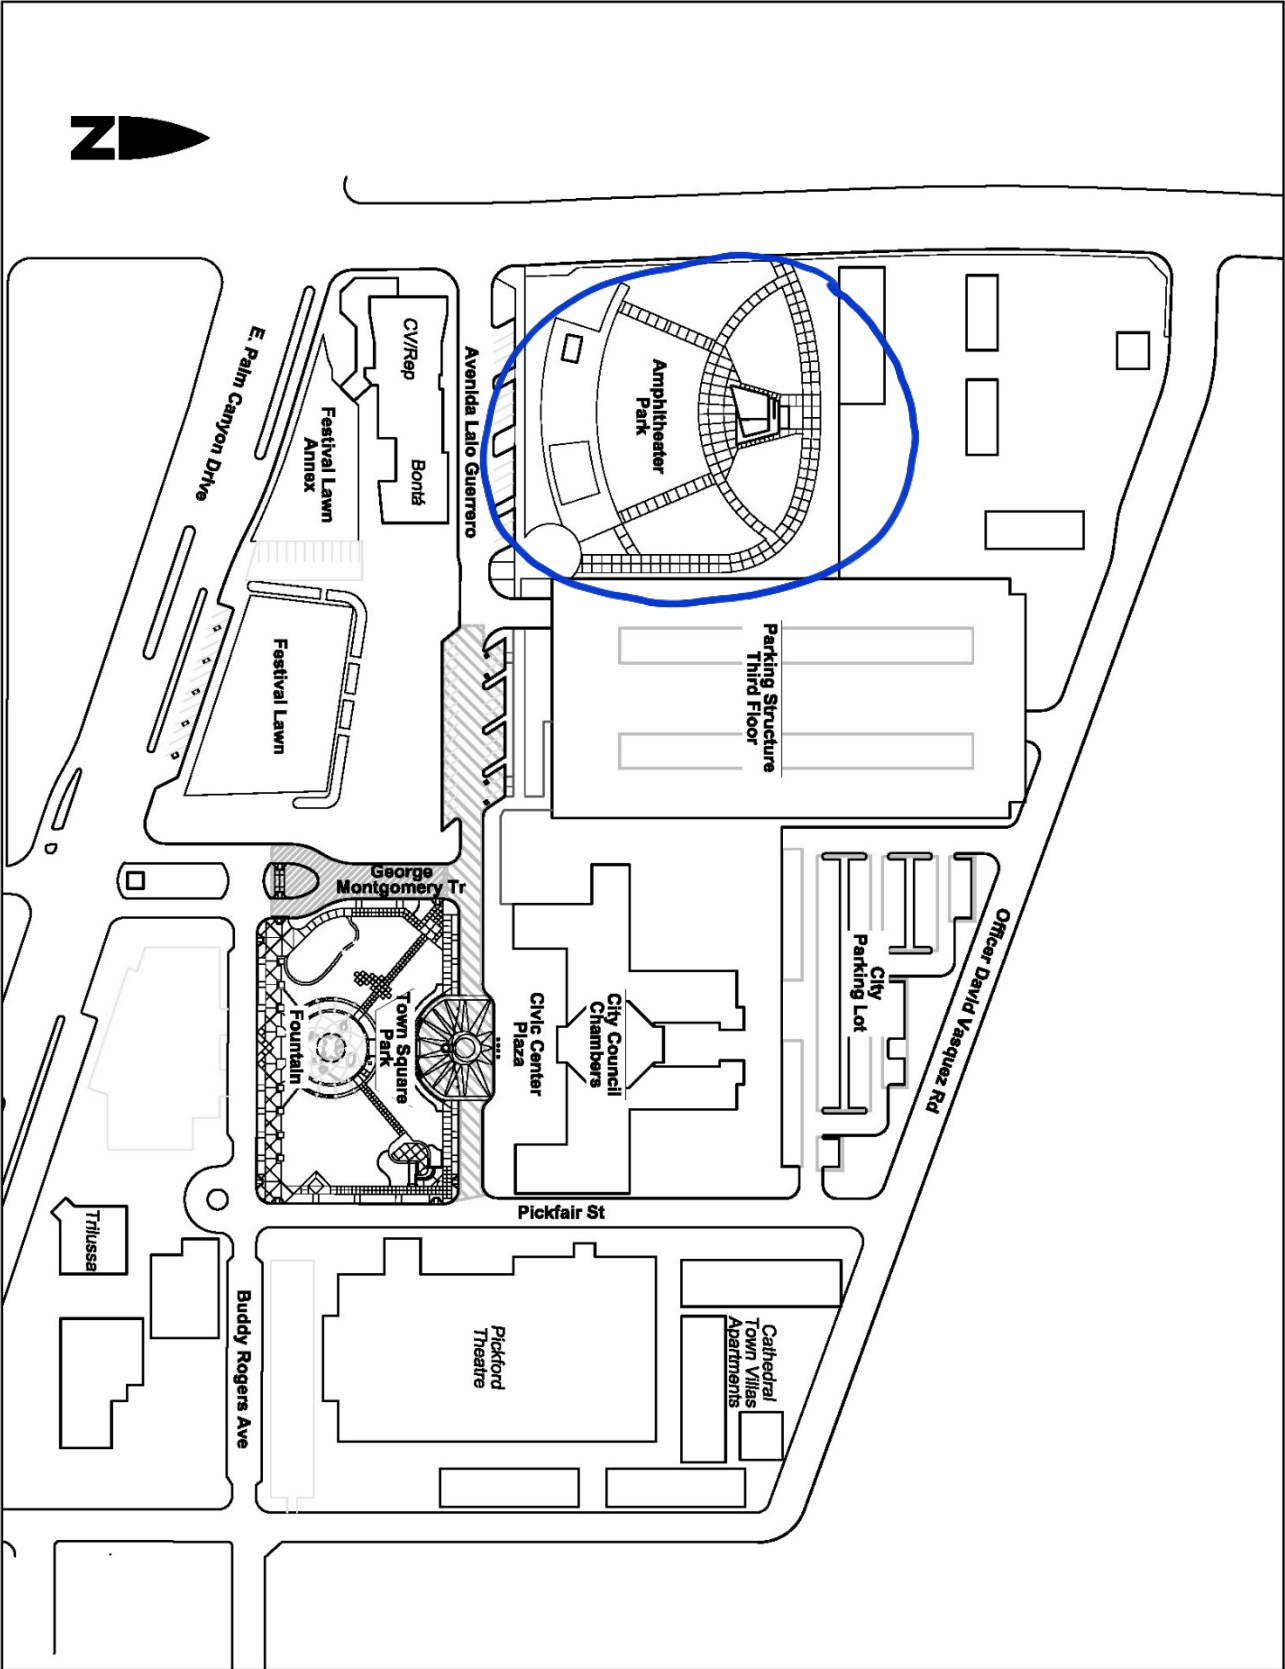 N
E. Palm Canyon Drive
CV/Rep
Bontá
Festival Lawn
Annex
Avenida Lalo Guerrero
Amphitheater
Park
Festival Lawn
Parking Structure
Third Floor
George
Montgomery Tr
Town Square
Park
Fountain
Civic Center
Plaza
City Council
Chambers
City
Parking Lot
Officer David Vasquez Rd
Pickfair St
Trilussa
Buddy Rogers Ave
Pickford
Theatre
Cathedral
Town Villas
Apartments